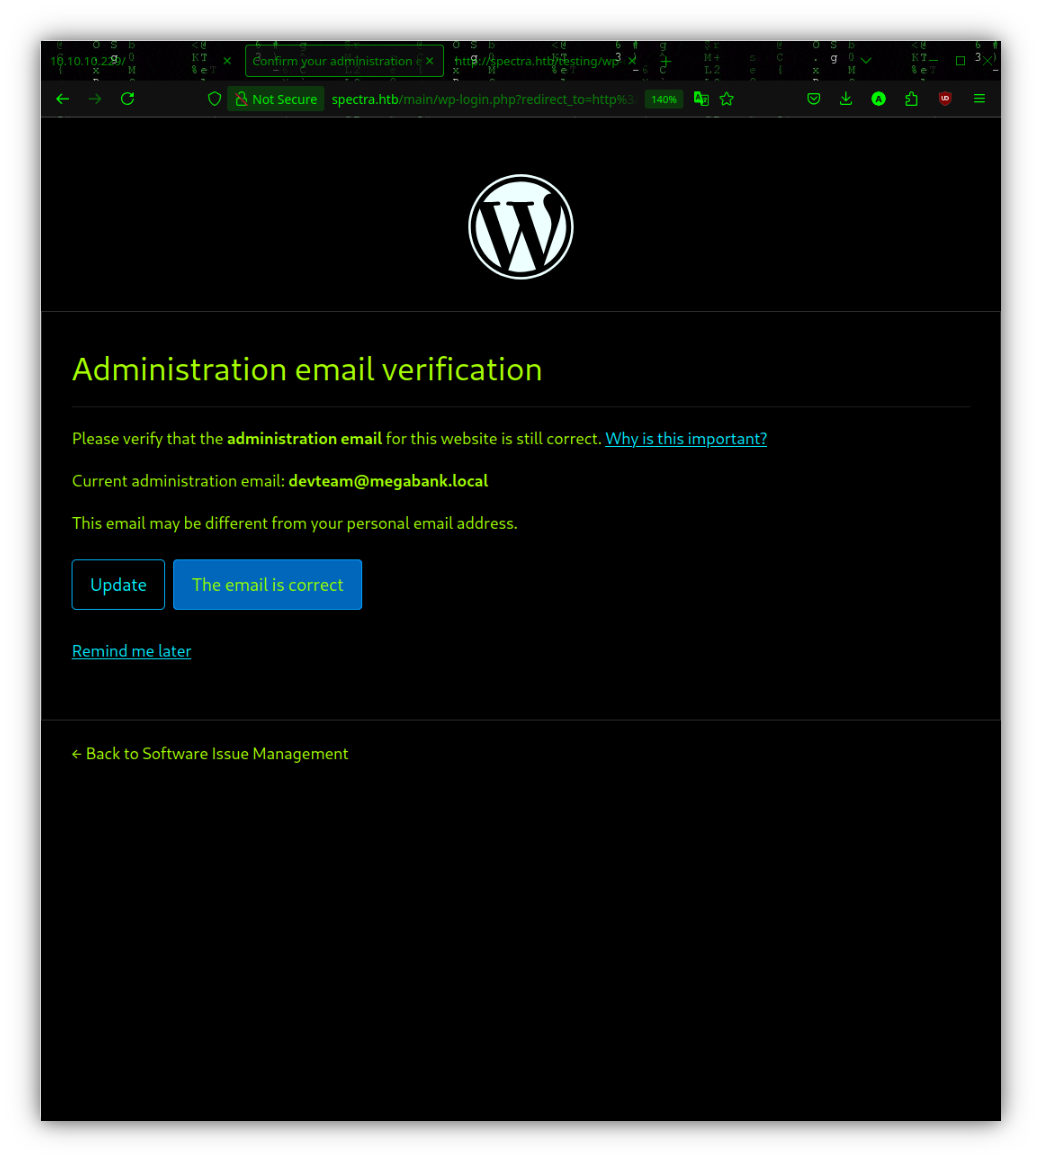 10.10.10.229/
Confirm your administration
http://spectra.htb/testing/wp
Not Secure spectra.htb/main/wp-login.php?redirect_to=http%3 140%
Administration email verification
Please verify that the administration email for this website is still correct. Why is this important?
Current administration email: devteam@megabank.local
This email may be different from your personal email address.
Update The email is correct
Remind me later
← Back to Software Issue Management